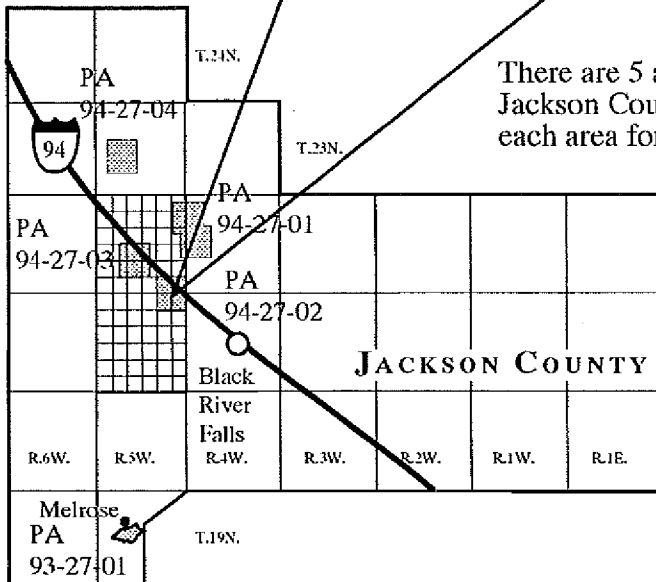 T.24N.
PA
94-27-04
There are 5 a
Jackson Cou
each area for
94
T.23N.
PA
94-27-01
PA
94-27-03
PA
94-27-02
JACKSON COUNTY
Black
River
Falls
R.6W. R.5W. R.4W. R.3W. R.2W. R.1W. R.1E.
Melrose
PA
93-27-01
T.19N.